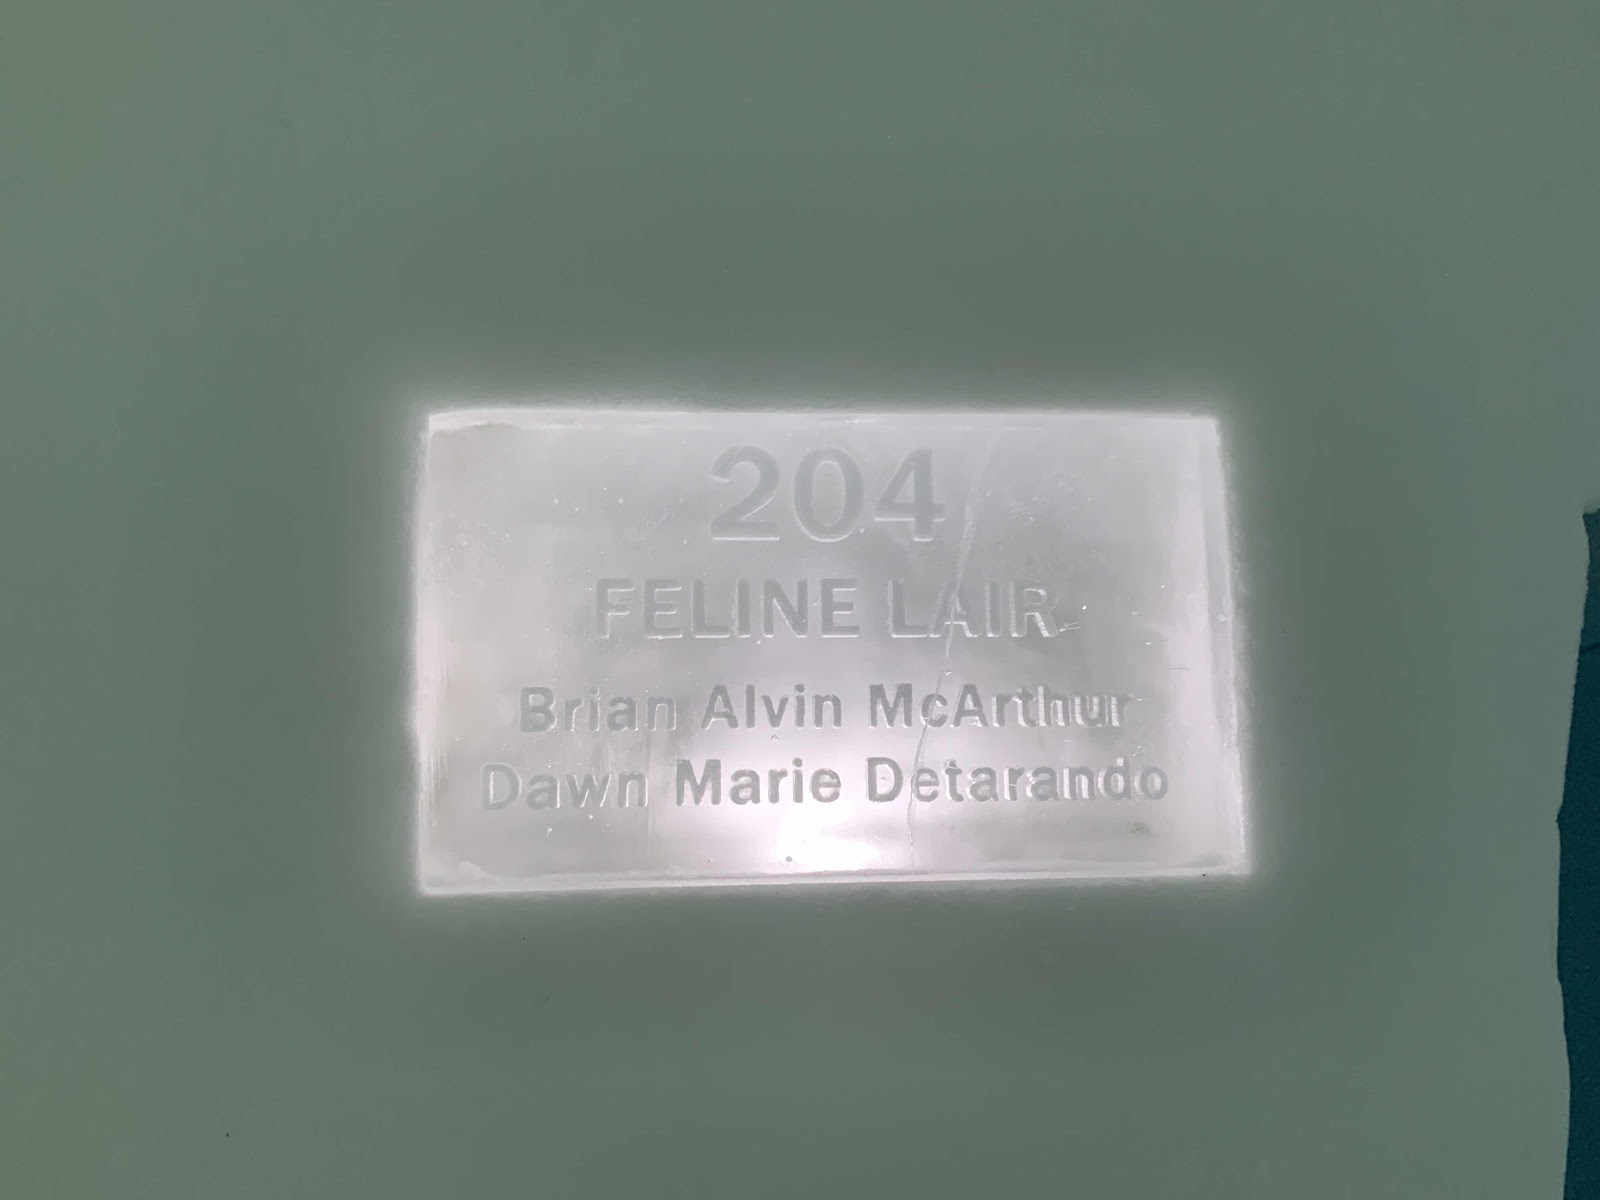 204
FELINE LAIR
Brian Alvin McArthur
Dawn Marie Detarando